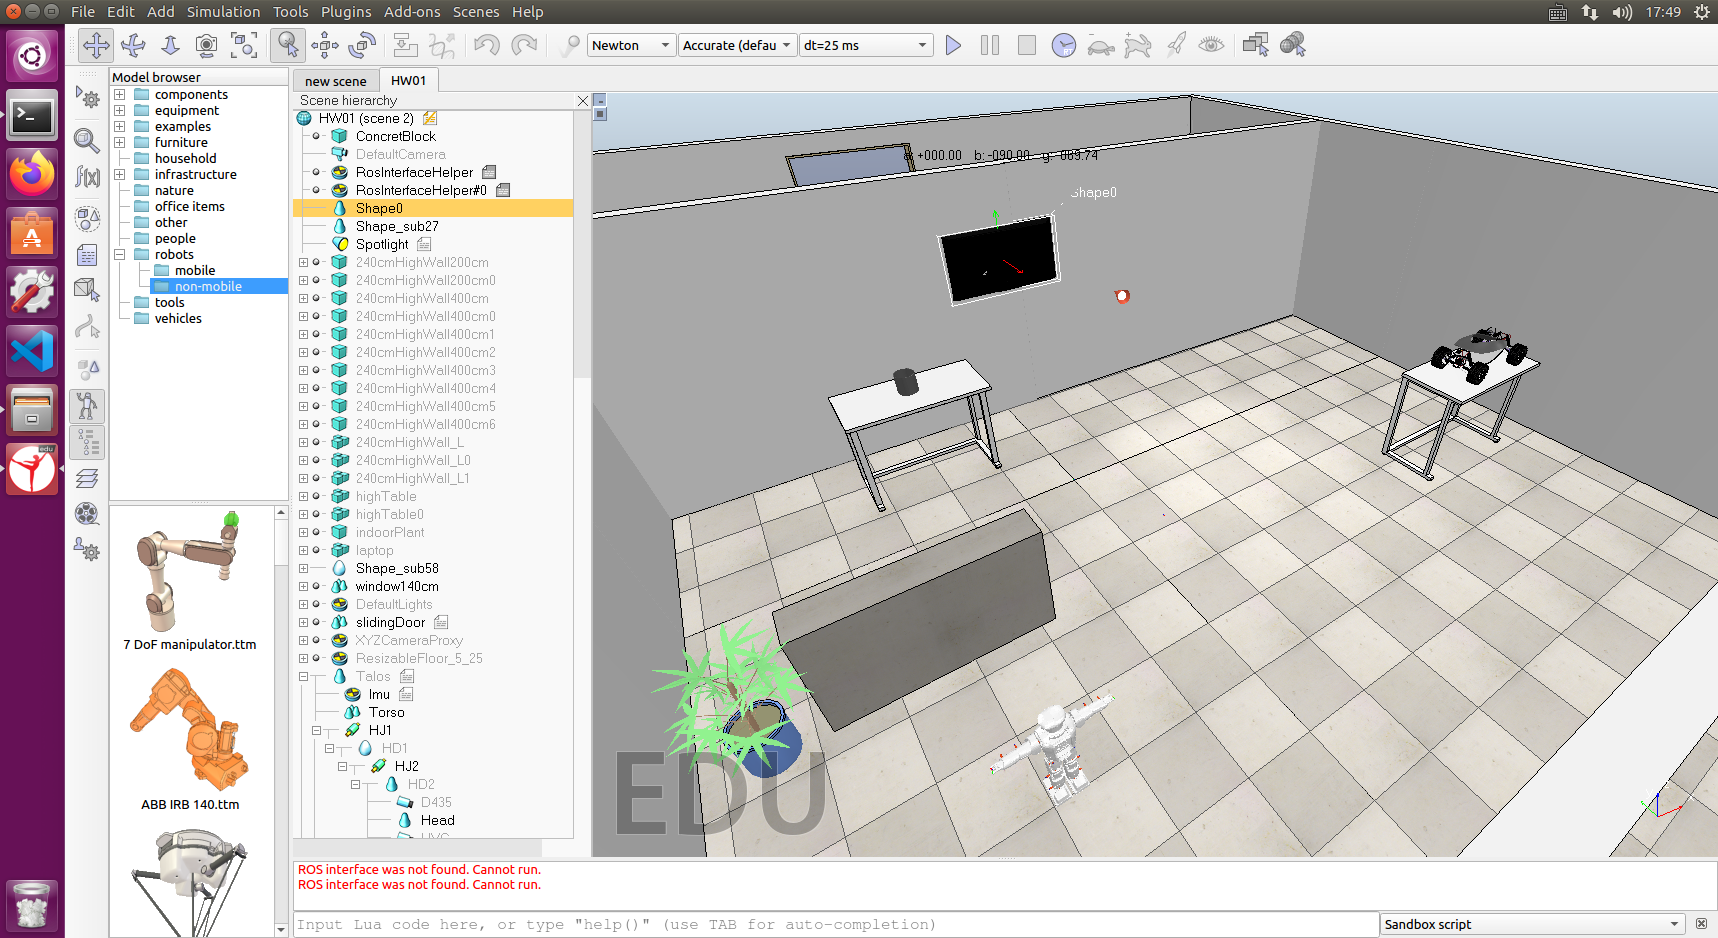 File Edit Add Simulation Tools Plugins Add-ons Scenes Help
17:49
Newton
Accurate (defau
dt=25 ms
Model browser
components
equipment
examples
furniture
household
infrastructure
nature
office items
other
people
robots
mobile
non-mobile
tools
vehicles
7 DoF manipulator.ttm
ABB IRB 140.ttm
new scene
HW01
Scene hierarchy
HW01 (scene 2)
ConcretBlock
DefaultCamera
RosInterfaceHelper
RosInterfaceHelper#0
Shape0
Shape_sub27
Spotlight
240cmHighWall200cm
240cmHighWall200cm0
240cmHighWall400cm
240cmHighWall400cm0
240cmHighWall400cm1
240cmHighWall400cm2
240cmHighWall400cm3
240cmHighWall400cm4
240cmHighWall400cm5
240cmHighWall400cm6
240cmHighWall_L
240cmHighWall_L0
240cmHighWall_L1
highTable
highTable0
indoorPlant
laptop
Shape_sub58
window140cm
DefaultLights
slidingDoor
XYZCameraProxy
ResizableFloor_5_25
Talos
Imu
Torso
HJ1
HD1
HJ2
HD2
D435
Head
+000.00 b: -090.00 g: -089.74
Shape0
EDU
edu
f(x)
ROS interface was not found. Cannot run.
ROS interface was not found. Cannot run.
Input Lua code here, or type "help()" (use TAB for auto-completion)
Sandbox script